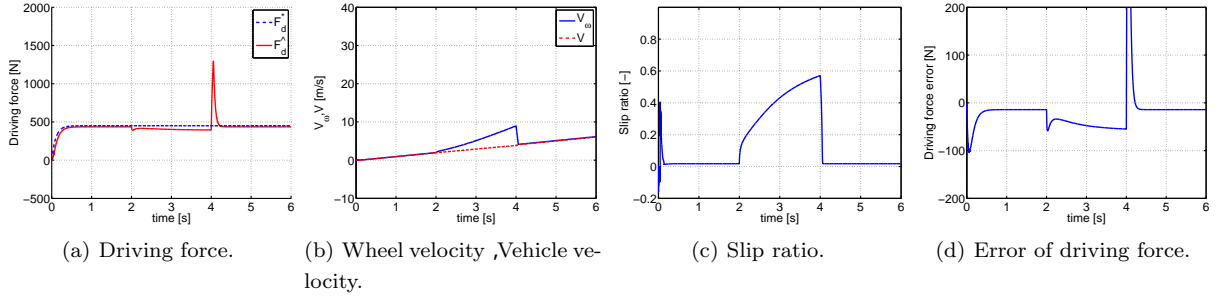 2000
1500
1000
500
0
−500
0 1 2 3 4 5 6
Driving force [N]
time [s]
F_d^*
F_d^^
(a) Driving force.
40
30
20
10
0
−10
0 1 2 3 4 5 6
V_ω,V [m/s]
time [s]
V_ω
V
(b) Wheel velocity ,Vehicle ve-
locity.
0.8
0.6
0.4
0.2
0
−0.2
0 1 2 3 4 5 6
Slip ratio [−]
time [s]
(c) Slip ratio.
200
100
0
−100
−200
0 1 2 3 4 5 6
Driving force error [N]
time [s]
(d) Error of driving force.